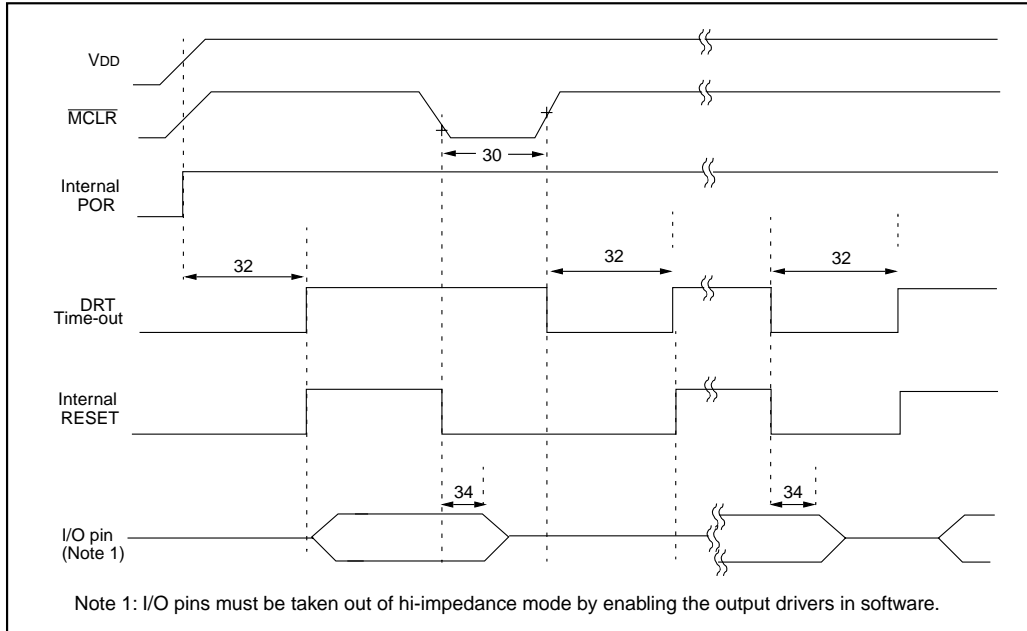 VDD
MCLR
30
Internal
POR
32
32
32
DRT
Time-out
Internal
RESET
34
34
I/O pin
(Note 1)
Note 1: I/O pins must be taken out of hi-impedance mode by enabling the output drivers in software.